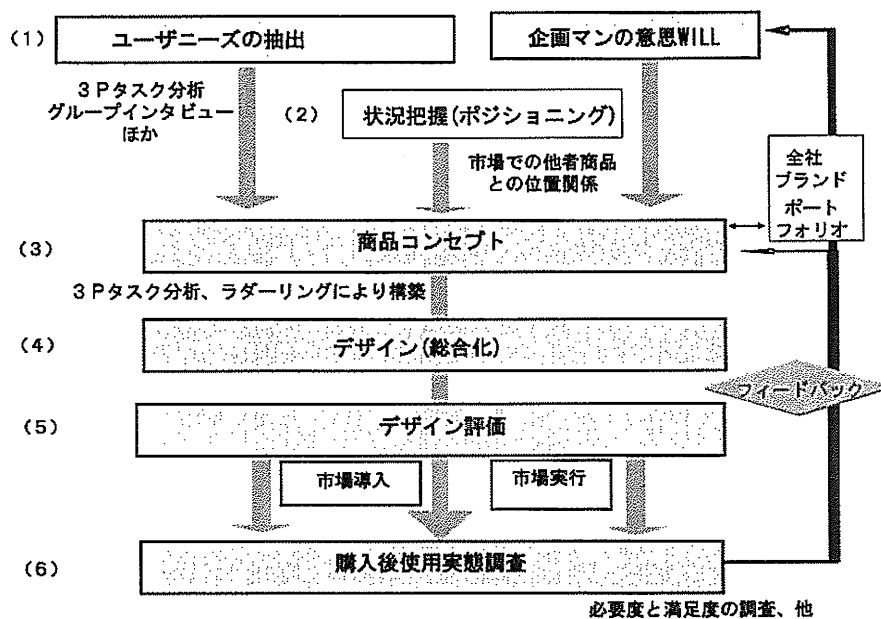 (1)
ユーザニーズの抽出
企画マンの意思WILL
3Pタスク分析
グループインタビュー
ほか
(2)
状況把握(ポジショニング)
市場での他者商品
との位置関係
全社
ブランド
ポート
フォリオ
(3)
商品コンセプト
3Pタスク分析、ラダーリングにより構築
(4)
デザイン(総合化)
フィードバック
(5)
デザイン評価
市場導入
市場実行
(6)
購入後使用実態調査
必要度と満足度の調査、他